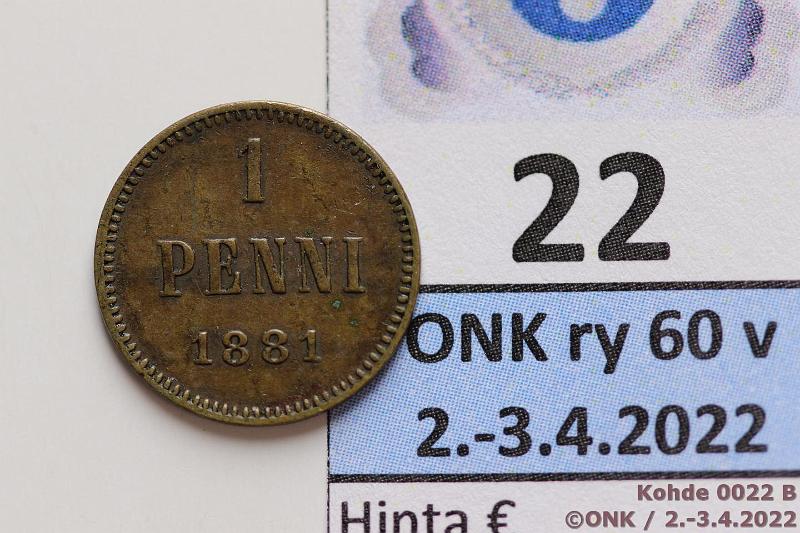 1
PENNI
1881
22
ONK ry 60 v
2.-3.4.2022
Hinta €
Kohde 0022 B
©ONK / 2.-3.4.2022